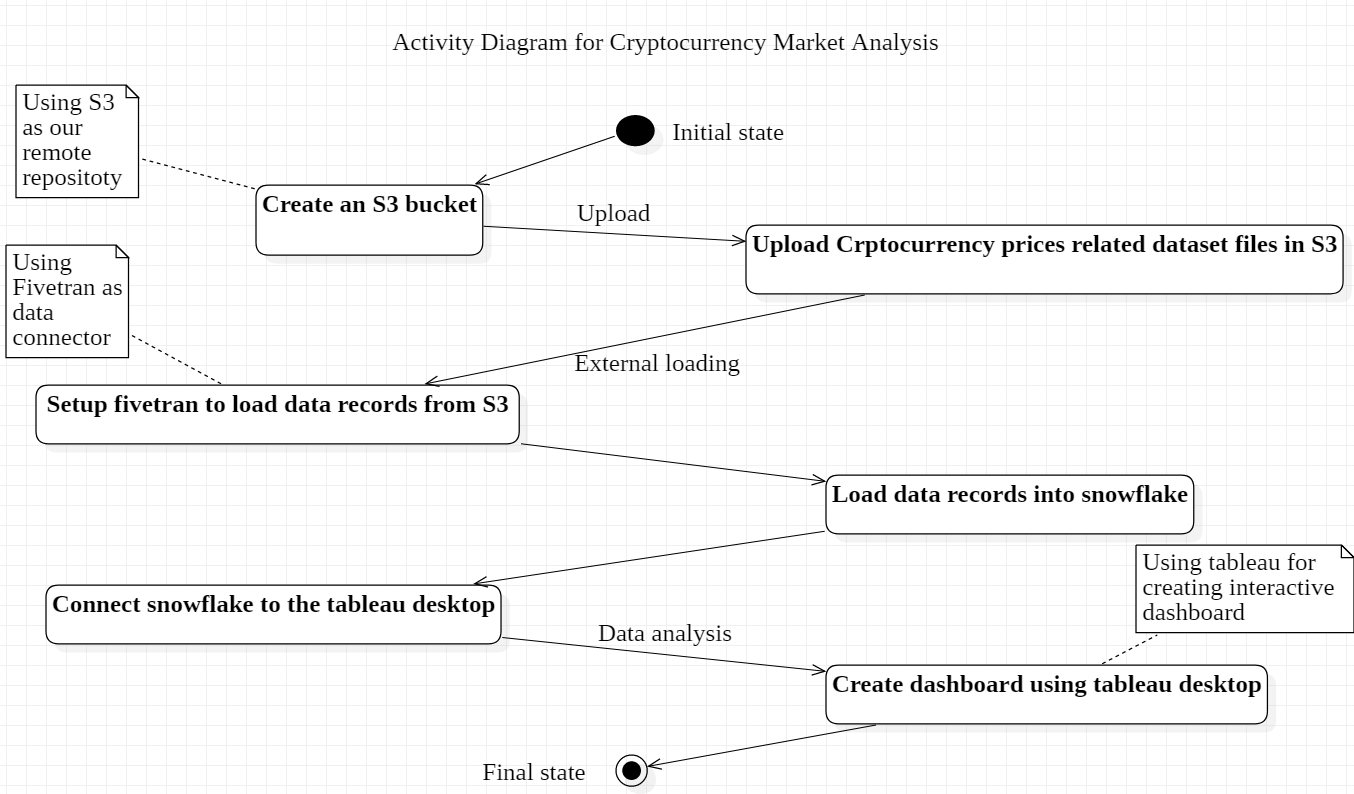 Activity Diagram for Cryptocurrency Market Analysis
Using S3
as our
remote
repositoty
Initial state
Create an S3 bucket
Upload
Upload Crptocurrency prices related dataset files in S3
Using
Fivetran as
data
connector
External loading
Setup fivetran to load data records from S3
Load data records into snowflake
Using tableau for
creating interactive
dashboard
Connect snowflake to the tableau desktop
Data analysis
Create dashboard using tableau desktop
Final state